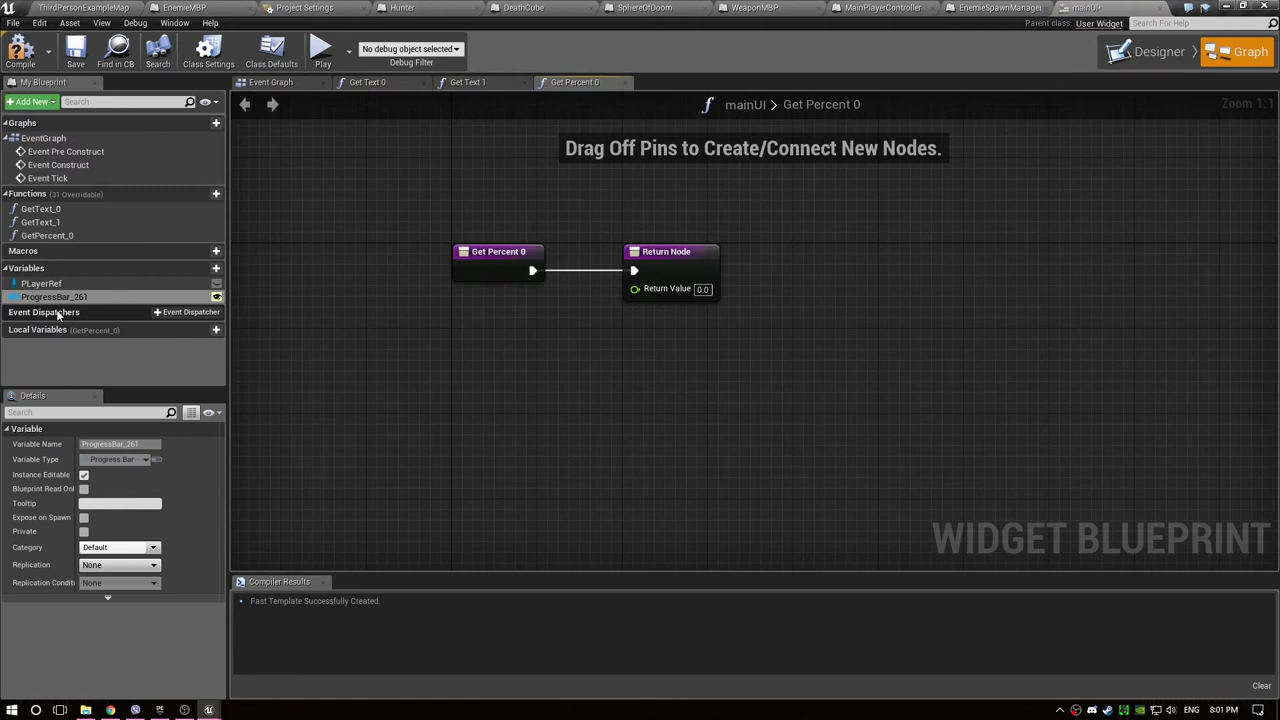 ThirdPersonExampleMap
EnemieMBP
Project Settings
Hunter
DeathCube
SphereOfDoom
WeaponMBP
MainPlayerController
EnemieSpawnManager
mainUI*
File Edit Asset View Debug Window Help
Parent class: User Widget
Search For Help
Compile
Save
Find in CB
Search
Class Settings
Class Defaults
Play
No debug object selected
Debug Filter
Designer
Graph
My Blueprint
Event Graph
Get Text 0
Get Text 1
Get Percent 0
+Add New
Search
mainUI > Get Percent 0
Zoom 1:1
Graphs
EventGraph
Event Pre Construct
Event Construct
Event Tick
Functions (31 Overridable)
GetText_0
GetText_1
GetPercent_0
Macros
Variables
PLayerRef
ProgressBar_261
Event Dispatchers
+ Event Dispatcher
Local Variables (GetPercent_0)
Drag Off Pins to Create/Connect New Nodes.
Get Percent 0
Return Node
Return Value 0.0
WIDGET BLUEPRINT
Details
Search
Variable
Variable Name ProgressBar_261
Variable Type Progress Bar
Instance Editable
Blueprint Read Onl
Tooltip
Expose on Spawn
Private
Category Default
Replication None
Replication Conditi None
Compiler Results
Fast Template Successfully Created.
Clear
ENG 8:01 PM